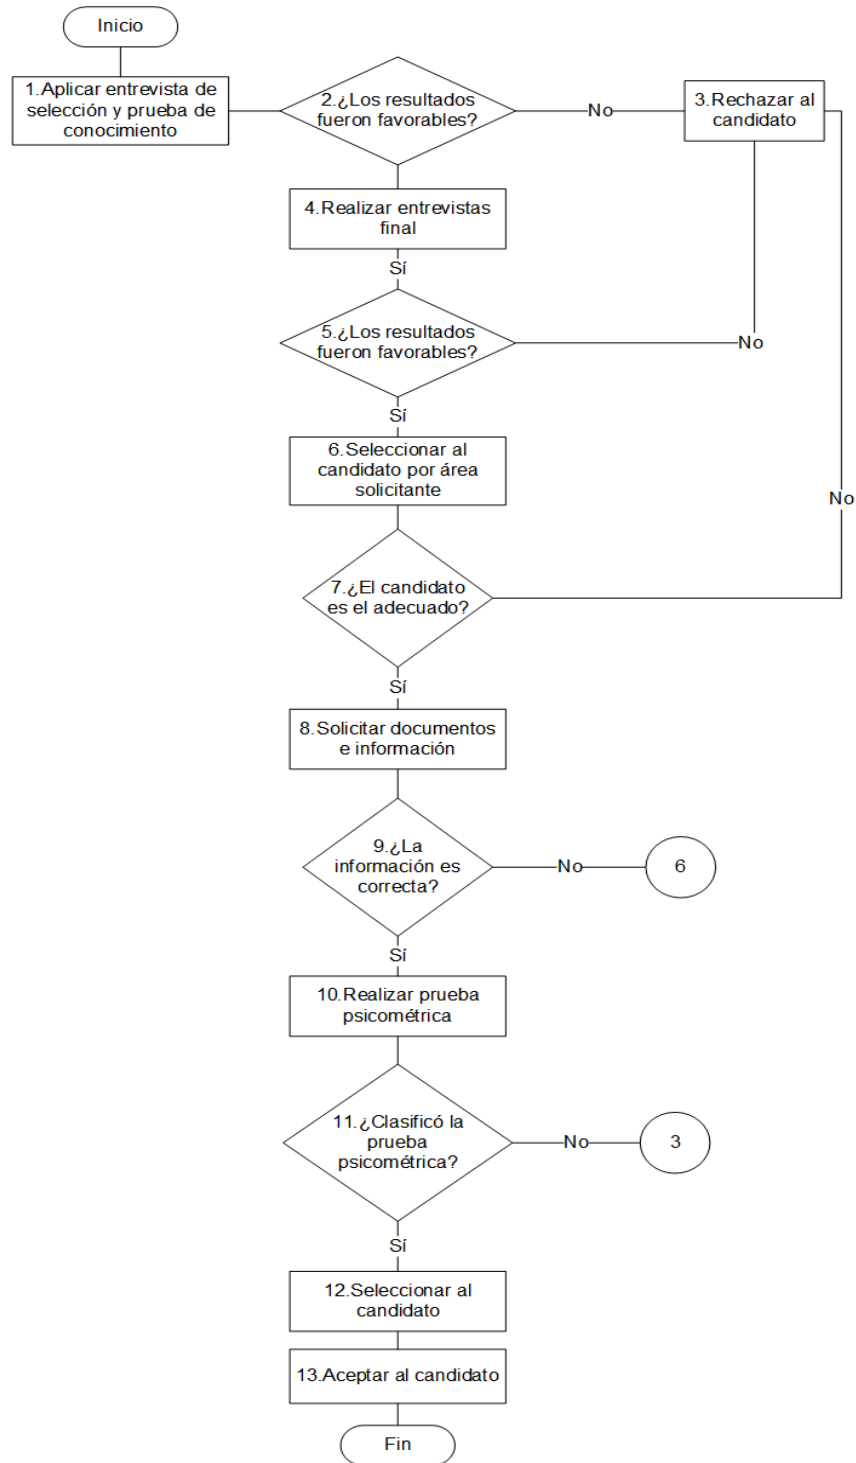 Inicio
1.Aplicar entrevista de
selección y prueba de
conocimiento
2.¿Los resultados
fueron favorables?
No
3.Rechazar al
candidato
4.Realizar entrevistas
final
Sí
5.¿Los resultados
fueron favorables?
No
Sí
6.Seleccionar al
candidato por área
solicitante
No
7.¿El candidato
es el adecuado?
Sí
8.Solicitar documentos
e información
9.¿La
información es
correcta?
No
6
Sí
10.Realizar prueba
psicométrica
11.¿Clasificó la
prueba
psicométrica?
No
3
Sí
12.Seleccionar al
candidato
13.Aceptar al candidato
Fin